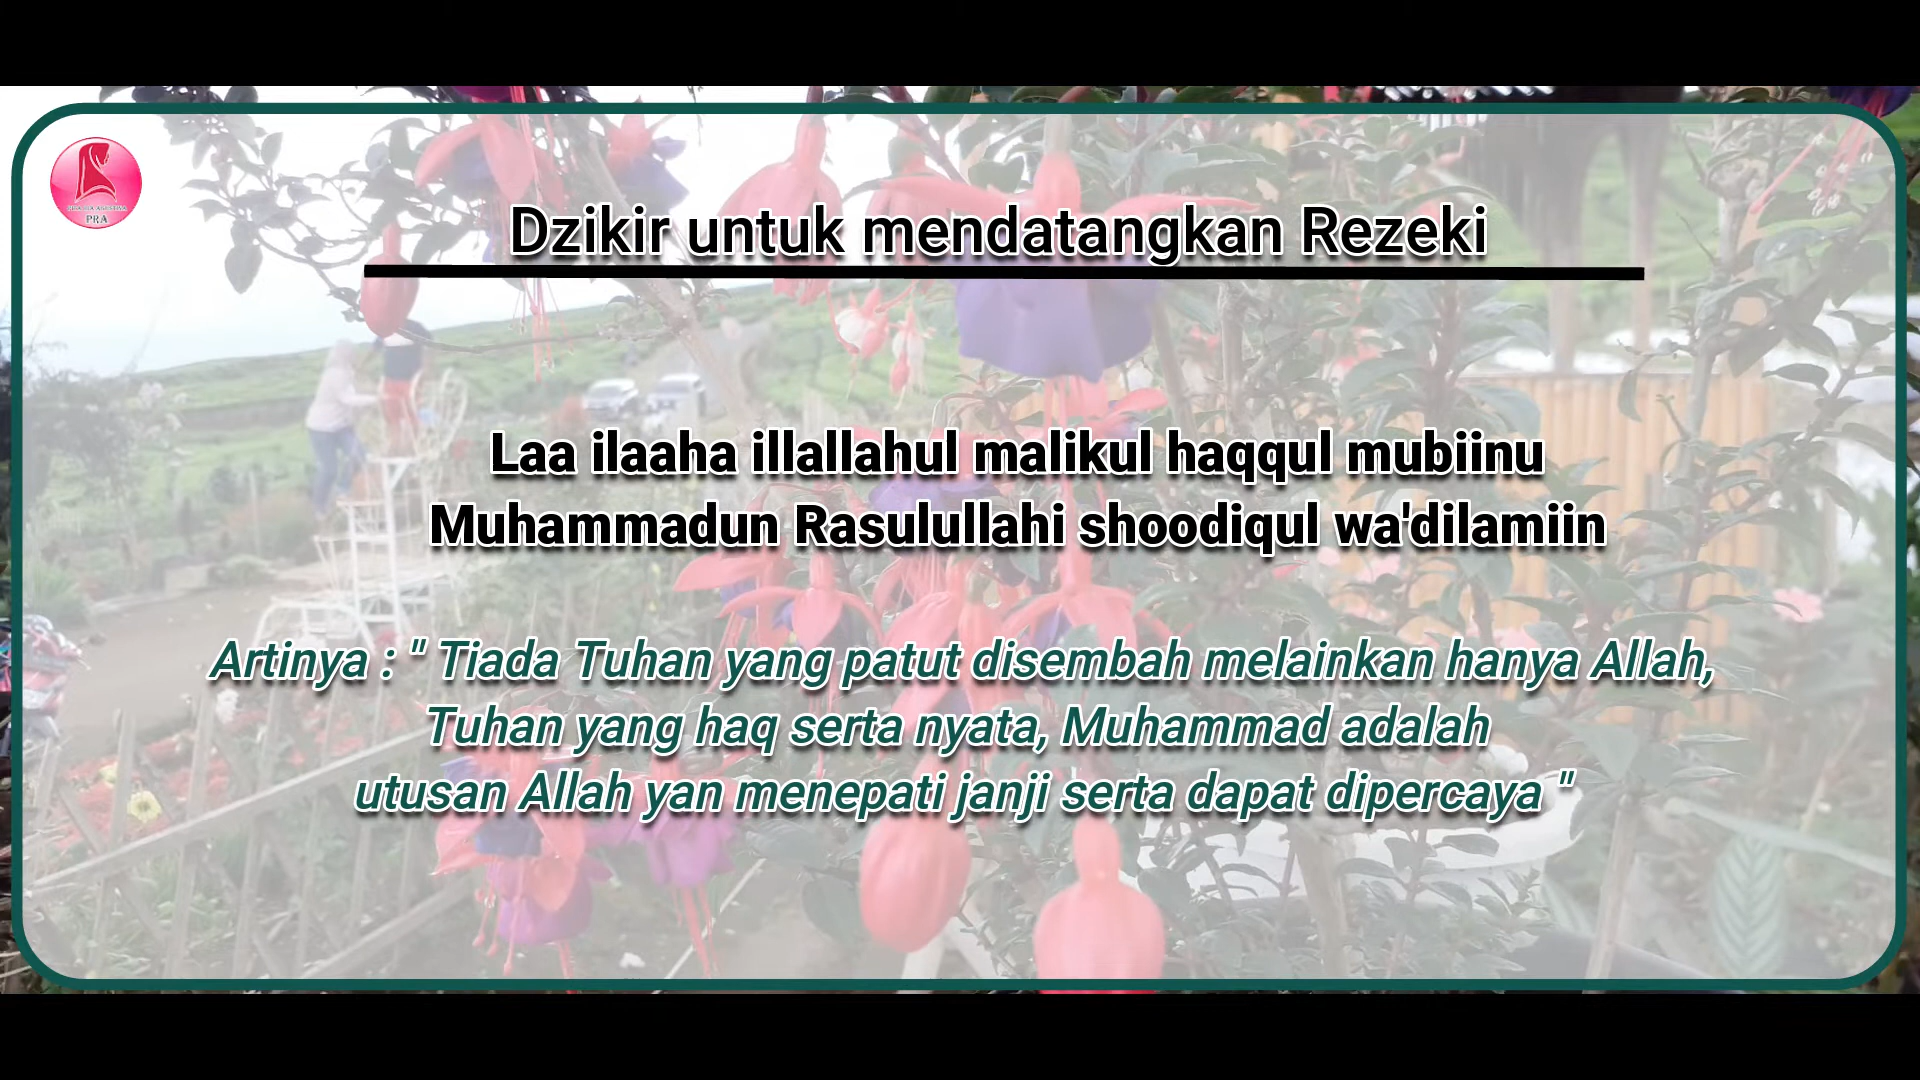 PRA
Dzikir untuk mendatangkan Rezeki
Laa ilaaha illallahul malikul haqqul mubiinu
Muhammadun Rasulullahi shoodiqul wa'dilamiin
Artinya : " Tiada Tuhan yang patut disembah melainkan hanya Allah,
Tuhan yang haq serta nyata, Muhammad adalah
utusan Allah yan menepati janji serta dapat dipercaya "